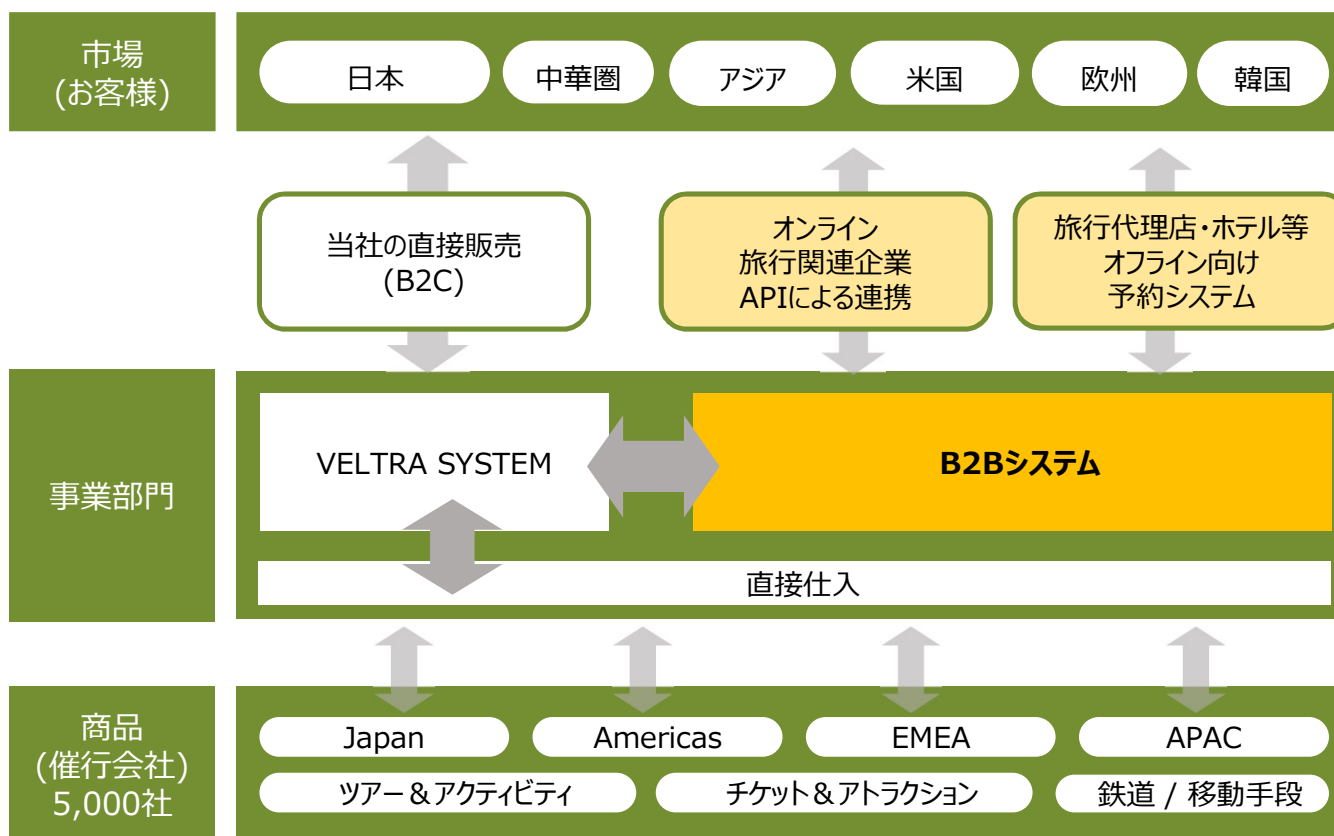 市場
(お客様)
日本
中華圏
アジア
米国
欧州
韓国
当社の直接販売
(B2C)
オンライン
旅行関連企業
APIによる連携
旅行代理店・ホテル等
オフライン向け
予約システム
事業部門
VELTRA SYSTEM
B2Bシステム
直接仕入
商品
(催行会社)
5,000社
Japan
Americas
EMEA
APAC
ツアー＆アクティビティ
チケット＆アトラクション
鉄道 / 移動手段